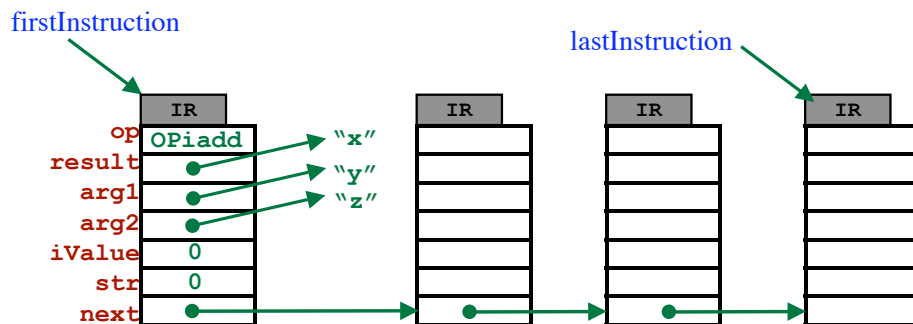 firstInstruction
lastInstruction
IR IR IR IR
op OPiadd “x”
result
arg1 “y”
arg2 “z”
iValue 0
str 0
next